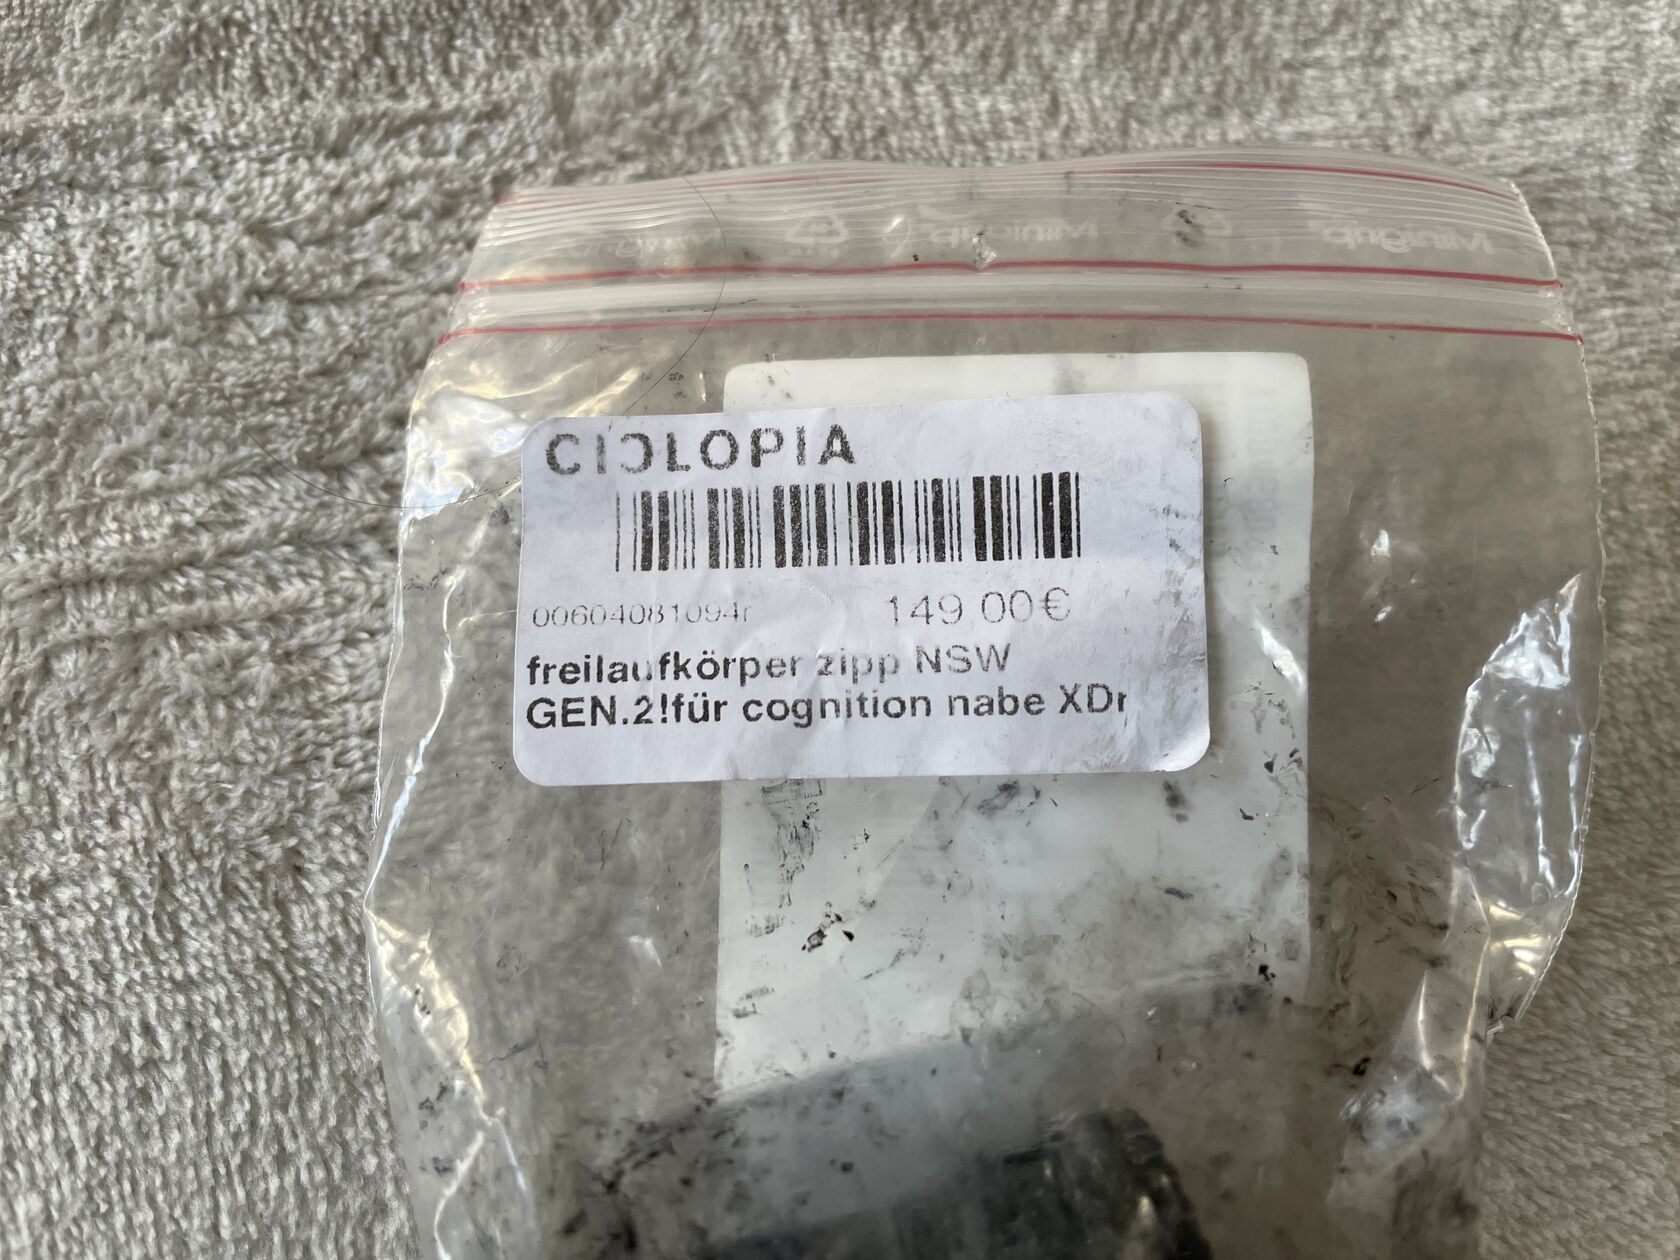 CICLOPIA
00604081094r 149.00€
freilaufkörper zipp NSW
GEN.2!für cognition nabe XDr